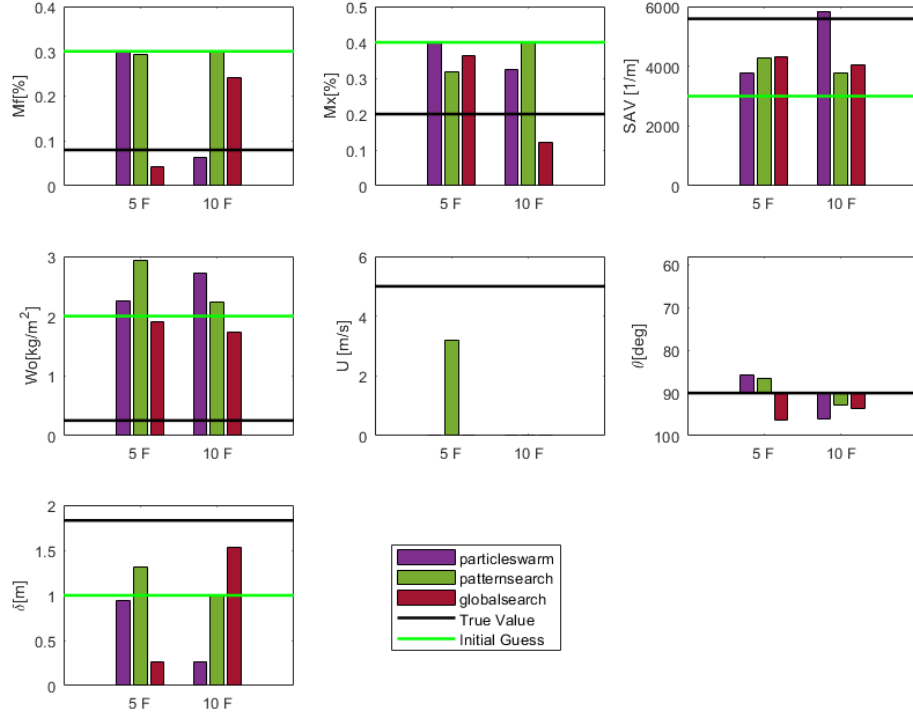 Mf[%]
0.4
0.3
0.2
0.1
0
5 F
10 F
Mx[%]
0.5
0.4
0.3
0.2
0.1
0
5 F
10 F
SAV [1/m]
6000
4000
2000
0
5 F
10 F
Wo[kg/m²]
3
2
1
0
5 F
10 F
U [m/s]
6
4
2
0
5 F
10 F
θ[deg]
60
70
80
90
100
5 F
10 F
δ[m]
2
1.5
1
0.5
0
5 F
10 F
particleswarm
patternsearch
globalsearch
True Value
Initial Guess